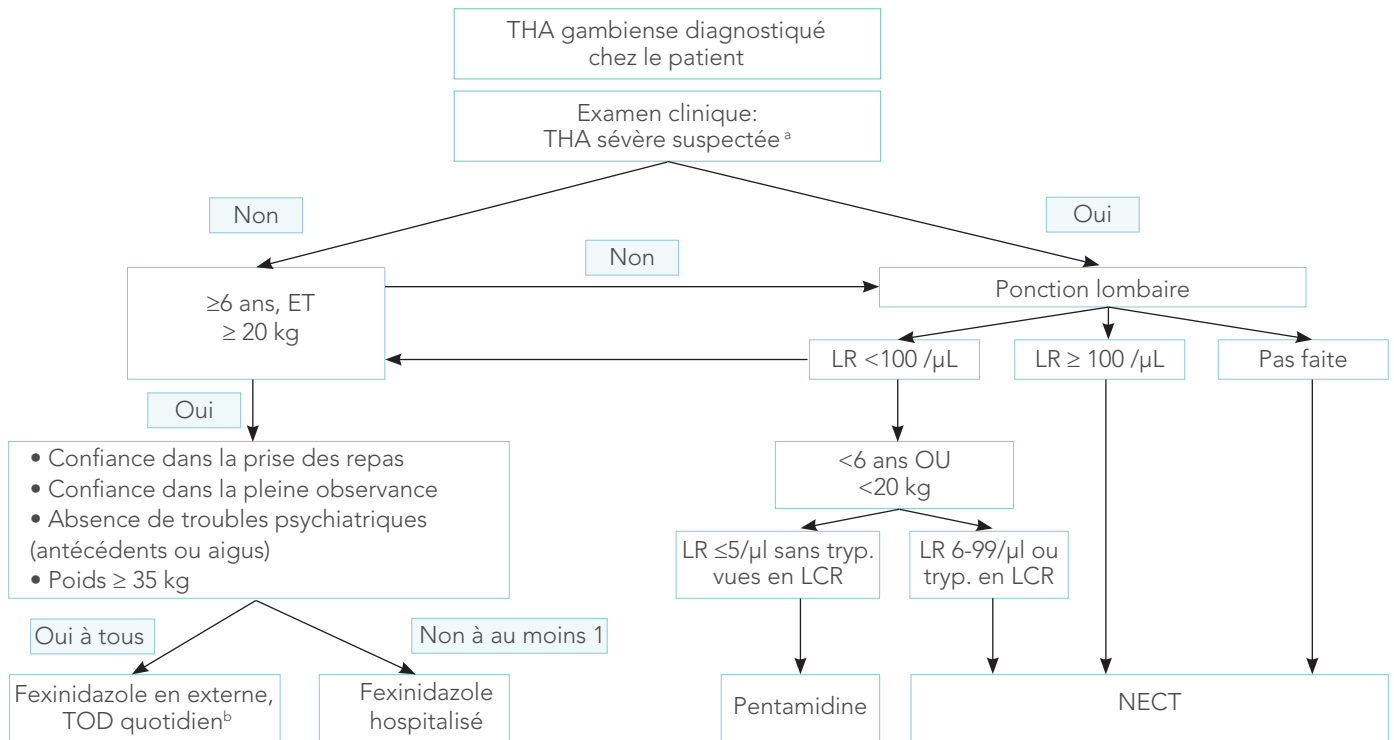 THA gambiense diagnostiqué
chez le patient
Examen clinique:
THA sévère suspectée a
Non
Oui
Non
≥6 ans, ET
≥ 20 kg
Ponction lombaire
LR <100 /µL
LR ≥ 100 /µL
Pas faite
Oui
• Confiance dans la prise des repas
• Confiance dans la pleine observance
• Absence de troubles psychiatriques
(antécédents ou aigus)
• Poids ≥ 35 kg
<6 ans OU
<20 kg
LR ≤5/µl sans tryp.
vues en LCR
LR 6-99/µl ou
tryp. en LCR
Oui à tous
Non à au moins 1
Fexinidazole en externe,
TOD quotidien b
Fexinidazole
hospitalisé
Pentamidine
NECT